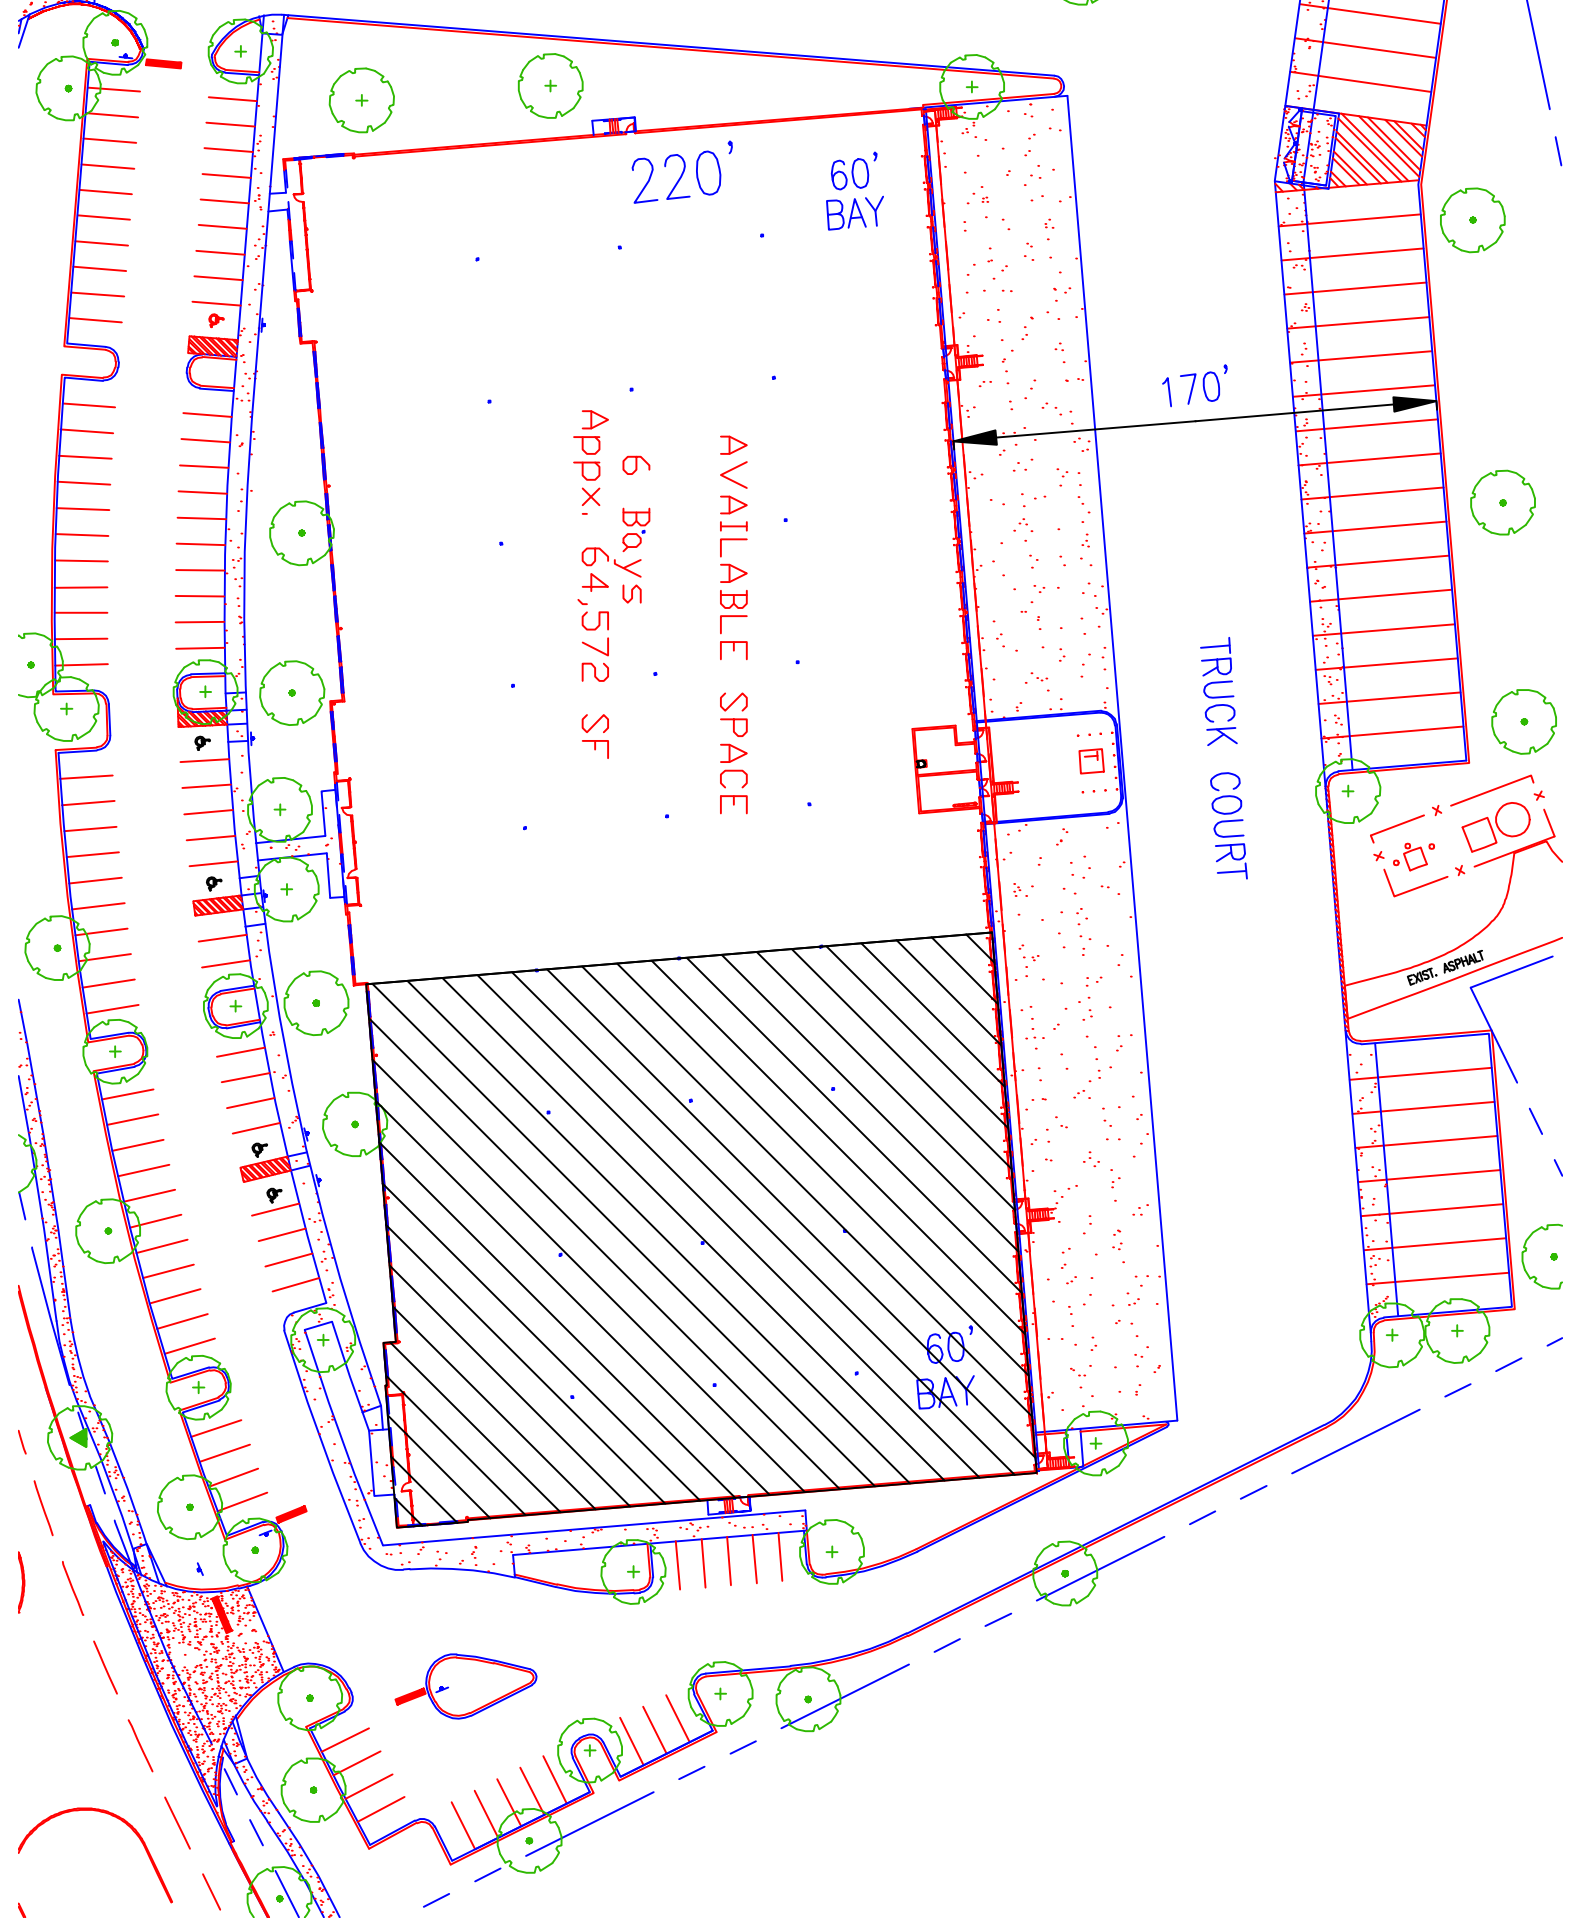 220'
60'
BAY
170'
AVAILABLE SPACE
6 Bays
Appx. 64,572 SF
TRUCK COURT
T
EXIST. ASPHALT
60'
BAY